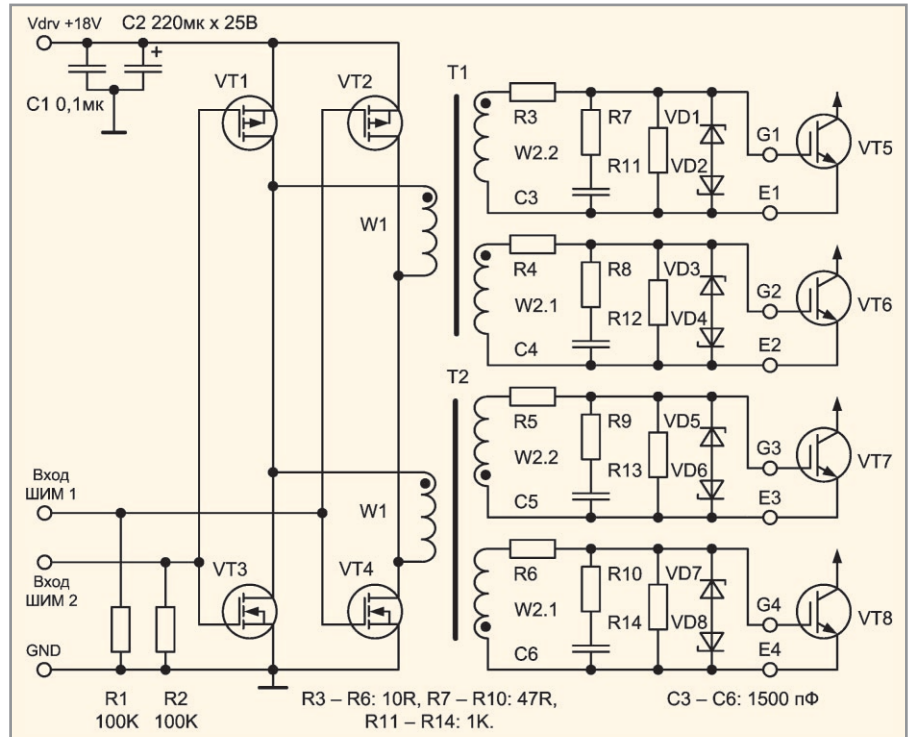 Vdrv +18V
C2 220мк x 25В
+
C1 0,1мк
VT1
VT2
W1
T1
R3
W2.2
C3
R7
R11
VD1
VD2
G1
E1
VT5
R4
W2.1
C4
R8
R12
VD3
VD4
G2
E2
VT6
T2
W1
R5
W2.2
C5
R9
R13
VD5
VD6
G3
E3
VT7
R6
W2.1
C6
R10
R14
VD7
VD8
G4
E4
VT8
Вход
ШИМ 1
Вход
ШИМ 2
VT3
VT4
GND
R1
100K
R2
100K
R3 – R6: 10R, R7 – R10: 47R,
R11 – R14: 1K.
C3 – C6: 1500 пФ